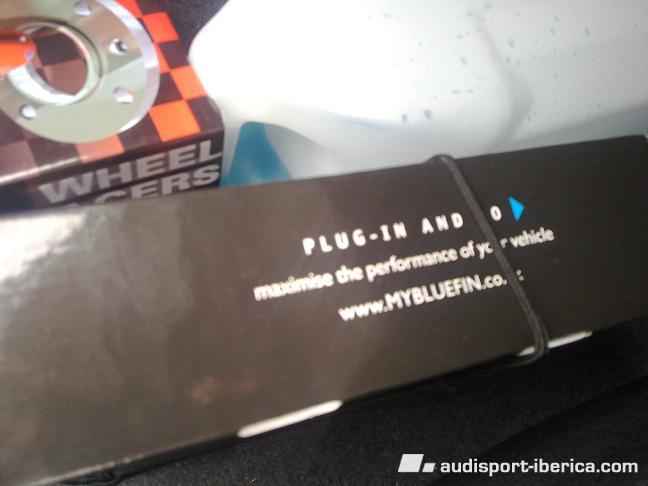 WHEEL
PLUG-IN AND
maximise the performance of vehicle
www.MYBLUEFIN.co.
audisport-iberica.com